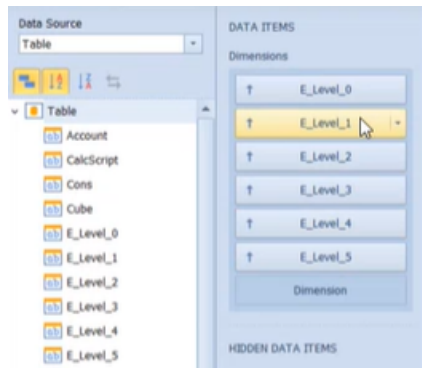 Data Source
Table
Table
Account
CalcScript
Cons
Cube
E_Level_0
E_Level_1
E_Level_2
E_Level_3
E_Level_4
E_Level_5
DATA ITEMS
Dimensions
E_Level_0
E_Level_1
E_Level_2
E_Level_3
E_Level_4
E_Level_5
Dimension
HIDDEN DATA ITEMS